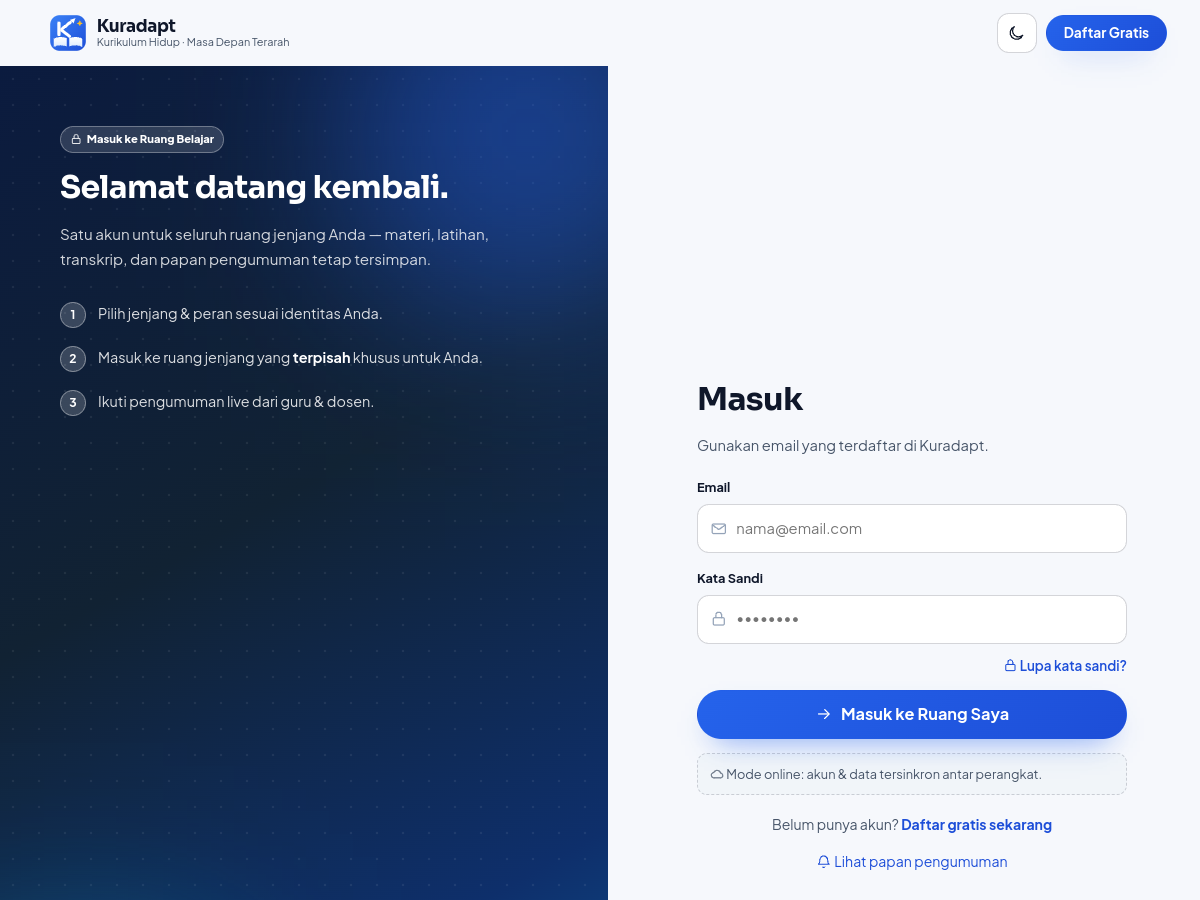 Kuradapt
Kurikulum Hidup · Masa Depan Terarah
Daftar Gratis
Masuk ke Ruang Belajar
Selamat datang kembali.
Satu akun untuk seluruh ruang jenjang Anda — materi, latihan,
transkrip, dan papan pengumuman tetap tersimpan.
1 Pilih jenjang & peran sesuai identitas Anda.
2 Masuk ke ruang jenjang yang terpisah khusus untuk Anda.
3 Ikuti pengumuman live dari guru & dosen.
Masuk
Gunakan email yang terdaftar di Kuradapt.
Email
nama@email.com
Kata Sandi
••••••••
Lupa kata sandi?
Masuk ke Ruang Saya
Mode online: akun & data tersinkron antar perangkat.
Belum punya akun? Daftar gratis sekarang
Lihat papan pengumuman